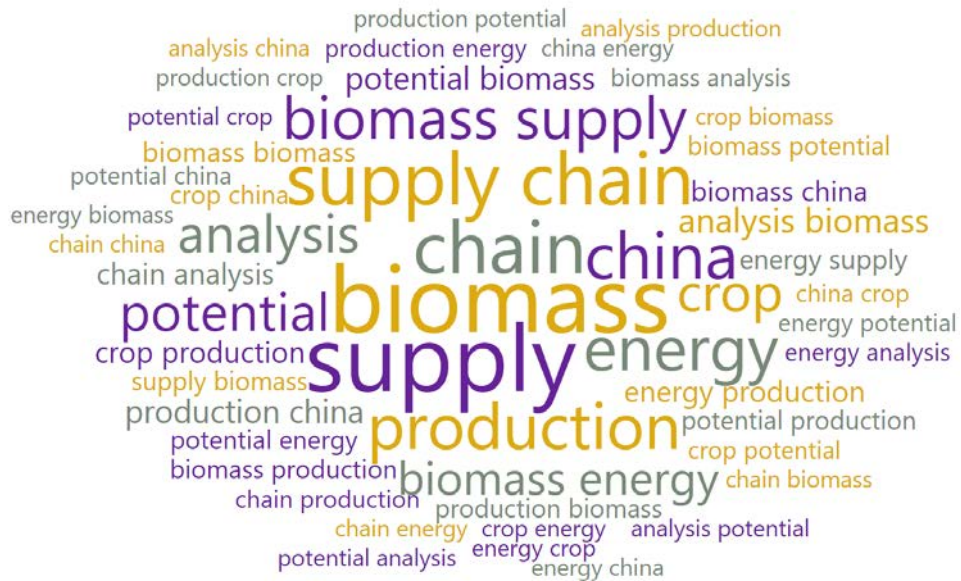 production potential
analysis production
analysis china
production energy
china energy
production crop
potential biomass
biomass analysis
potential crop
biomass supply
crop biomass
biomass biomass
biomass potential
potential china
supply chain
crop china
biomass china
energy biomass
analysis
chain
analysis biomass
chain china
china
energy supply
chain analysis
biomass
crop
china crop
potential
energy potential
crop production
supply
energy
energy analysis
supply biomass
energy production
production china
production
potential production
potential energy
crop potential
biomass production
biomass energy
chain biomass
chain production
production biomass
chain energy
crop energy
analysis potential
potential analysis
energy crop
energy china